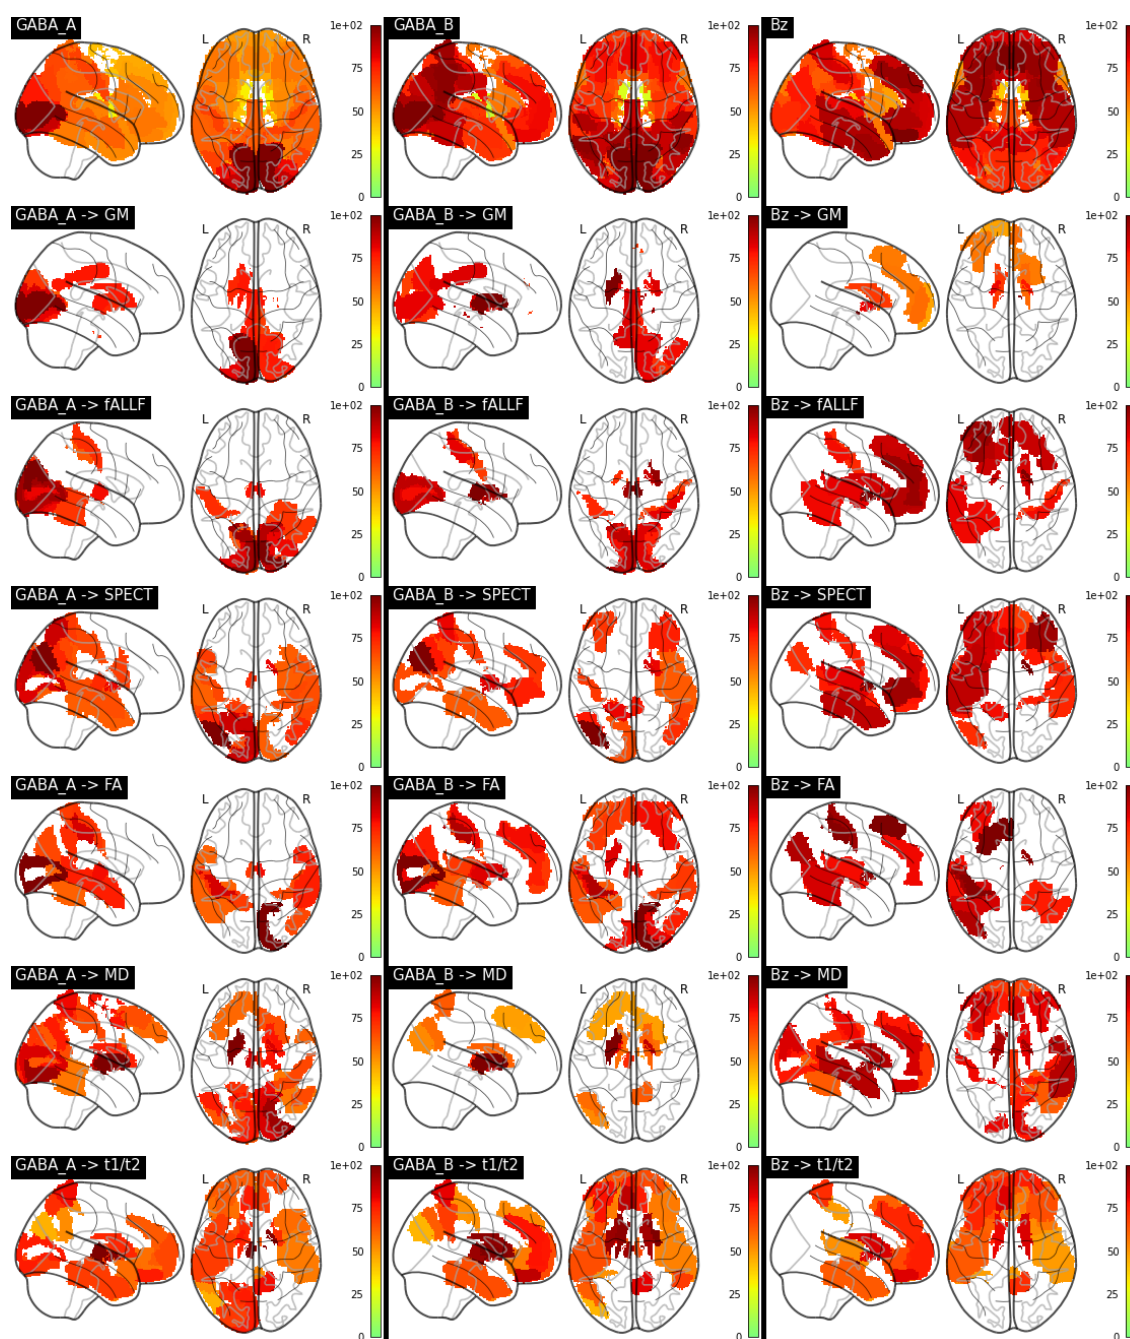 GABA_A GABA_B Bz
L R 1e+02 L R 1e+02 L R 1e+02
75 75 75
50 50 50
25 25 25
0 0 0
GABA_A -> GM GABA_B -> GM Bz -> GM
L R 1e+02 L R 1e+02 L R 1e+02
75 75 75
50 50 50
25 25 25
0 0 0
GABA_A -> fALLF GABA_B -> fALLF Bz -> fALLF
L R 1e+02 L R 1e+02 L R 1e+02
75 75 75
50 50 50
25 25 25
0 0 0
GABA_A -> SPECT GABA_B -> SPECT Bz -> SPECT
L R 1e+02 L R 1e+02 L R 1e+02
75 75 75
50 50 50
25 25 25
0 0 0
GABA_A -> FA GABA_B -> FA Bz -> FA
L R 1e+02 L R 1e+02 L R 1e+02
75 75 75
50 50 50
25 25 25
0 0 0
GABA_A -> MD GABA_B -> MD Bz -> MD
L R 1e+02 L R 1e+02 L R 1e+02
75 75 75
50 50 50
25 25 25
0 0 0
GABA_A -> t1/t2 GABA_B -> t1/t2 Bz -> t1/t2
L R 1e+02 L R 1e+02 L R 1e+02
75 75 75
50 50 50
25 25 25
0 0 0